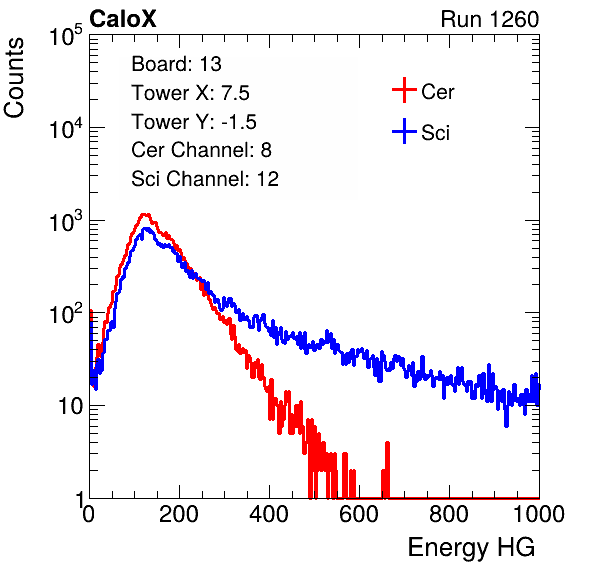 CaloX Run 1260
Counts
10^5
10^4
10^3
10^2
10
1
Board: 13
Tower X: 7.5
Tower Y: -1.5
Cer Channel: 8
Sci Channel: 12
Cer
Sci
0 200 400 600 800 1000
Energy HG